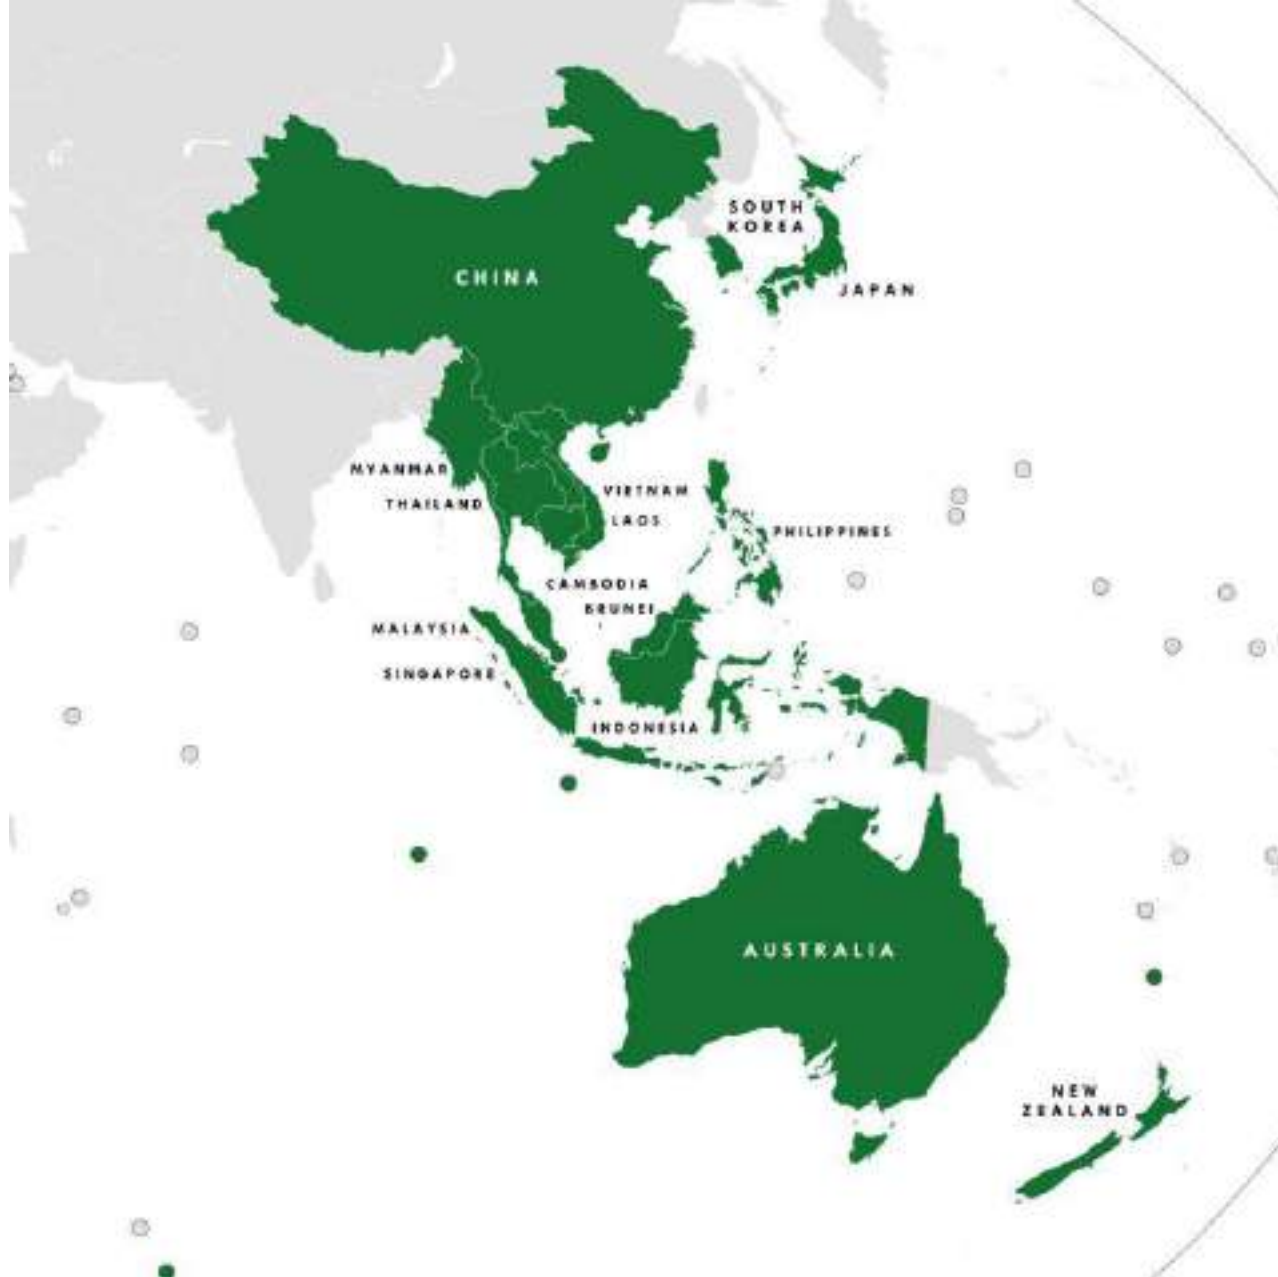 SOUTH
KOREA
CHINA
JAPAN
MYANMAR
VIETNAM
THAILAND
LAOS
PHILIPPINES
CAMBODIA
BRUNEI
MALAYSIA
SINGAPORE
INDONESIA
AUSTRALIA
NEW
ZEALAND